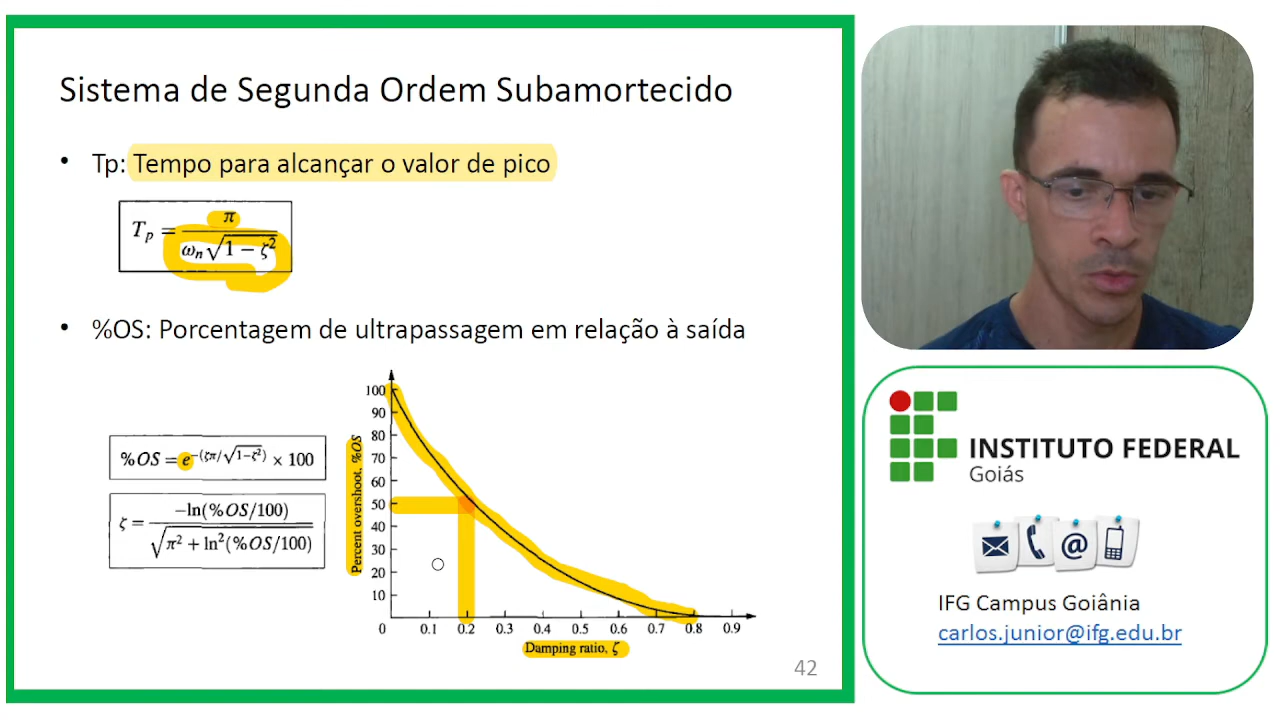 Sistema de Segunda Ordem Subamortecido
• Tp: Tempo para alcançar o valor de pico
T_p = π / (ω_n √(1 − ζ²))
• %OS: Porcentagem de ultrapassagem em relação à saída
%OS = e^−(ζπ/√(1−ζ²)) × 100
ζ = −ln(%OS/100) / √(π² + ln²(%OS/100))
Percent overshoot, %OS
100
90
80
70
60
50
40
30
20
10
0 0.1 0.2 0.3 0.4 0.5 0.6 0.7 0.8 0.9
Damping ratio, ζ
42
INSTITUTO FEDERAL
Goiás
@
IFG Campus Goiânia
carlos.junior@ifg.edu.br